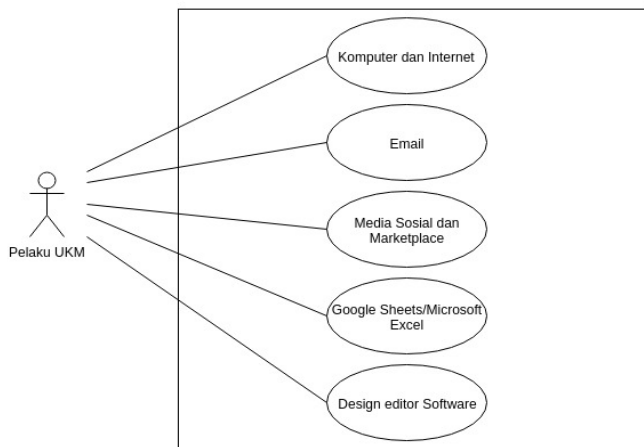 Komputer dan Internet
Email
Media Sosial dan
Marketplace
Pelaku UKM
Google Sheets/Microsoft
Excel
Design editor Software